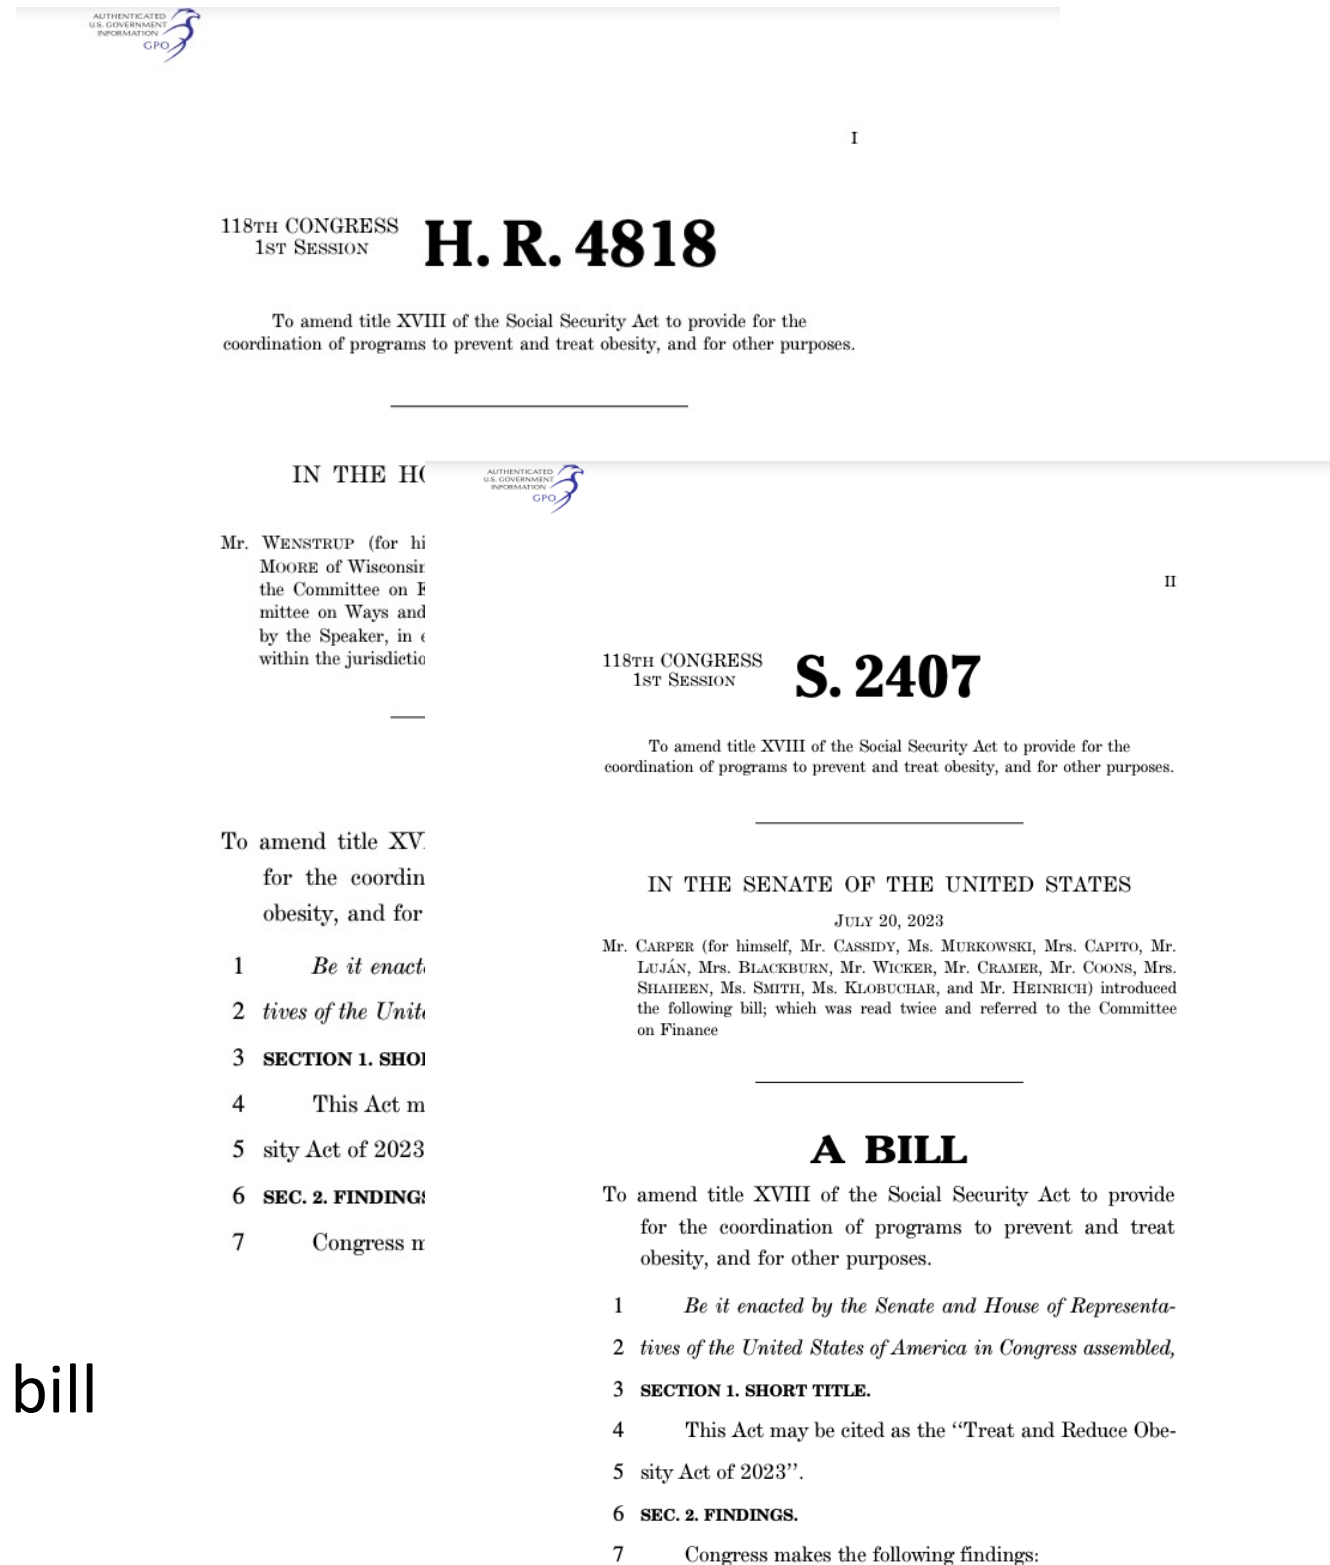 AUTHENTICATED
U.S. GOVERNMENT
INFORMATION
GPO
I
118TH CONGRESS
1ST SESSION
H. R. 4818
To amend title XVIII of the Social Security Act to provide for the
coordination of programs to prevent and treat obesity, and for other purposes.
IN THE
Mr. WENSTRUP (for
MOORE of
the Committee on
mittee on Ways and
by the Speaker, in
within the
To amend title
for the
obesity, and for
1 Be it
2 tives of the
3 SECTION 1.
4 This Act
5 sity Act of 2023
6 SEC. 2.
7 Congress
AUTHENTICATED
U.S. GOVERNMENT
INFORMATION
GPO
II
118TH CONGRESS
1ST SESSION
S. 2407
To amend title XVIII of the Social Security Act to provide for the
coordination of programs to prevent and treat obesity, and for other purposes.
IN THE SENATE OF THE UNITED STATES
JULY 20, 2023
Mr. CARPER (for himself, Mr. CASSIDY, Ms. MURKOWSKI, Mrs. CAPITO, Mr.
LUJÁN, Mrs. BLACKBURN, Mr. WICKER, Mr. CRAMER, Mr. COONS, Mrs.
SHAHEEN, Ms. SMITH, Ms. KLOBUCHAR, and Mr. HEINRICH) introduced
the following bill; which was read twice and referred to the Committee
on Finance
A BILL
To amend title XVIII of the Social Security Act to provide
for the coordination of programs to prevent and treat
obesity, and for other purposes.
1 Be it enacted by the Senate and House of Representa-
2 tives of the United States of America in Congress assembled,
3 SECTION 1. SHORT TITLE.
4 This Act may be cited as the “Treat and Reduce Obe-
5 sity Act of 2023”.
6 SEC. 2. FINDINGS.
7 Congress makes the following findings:
bill